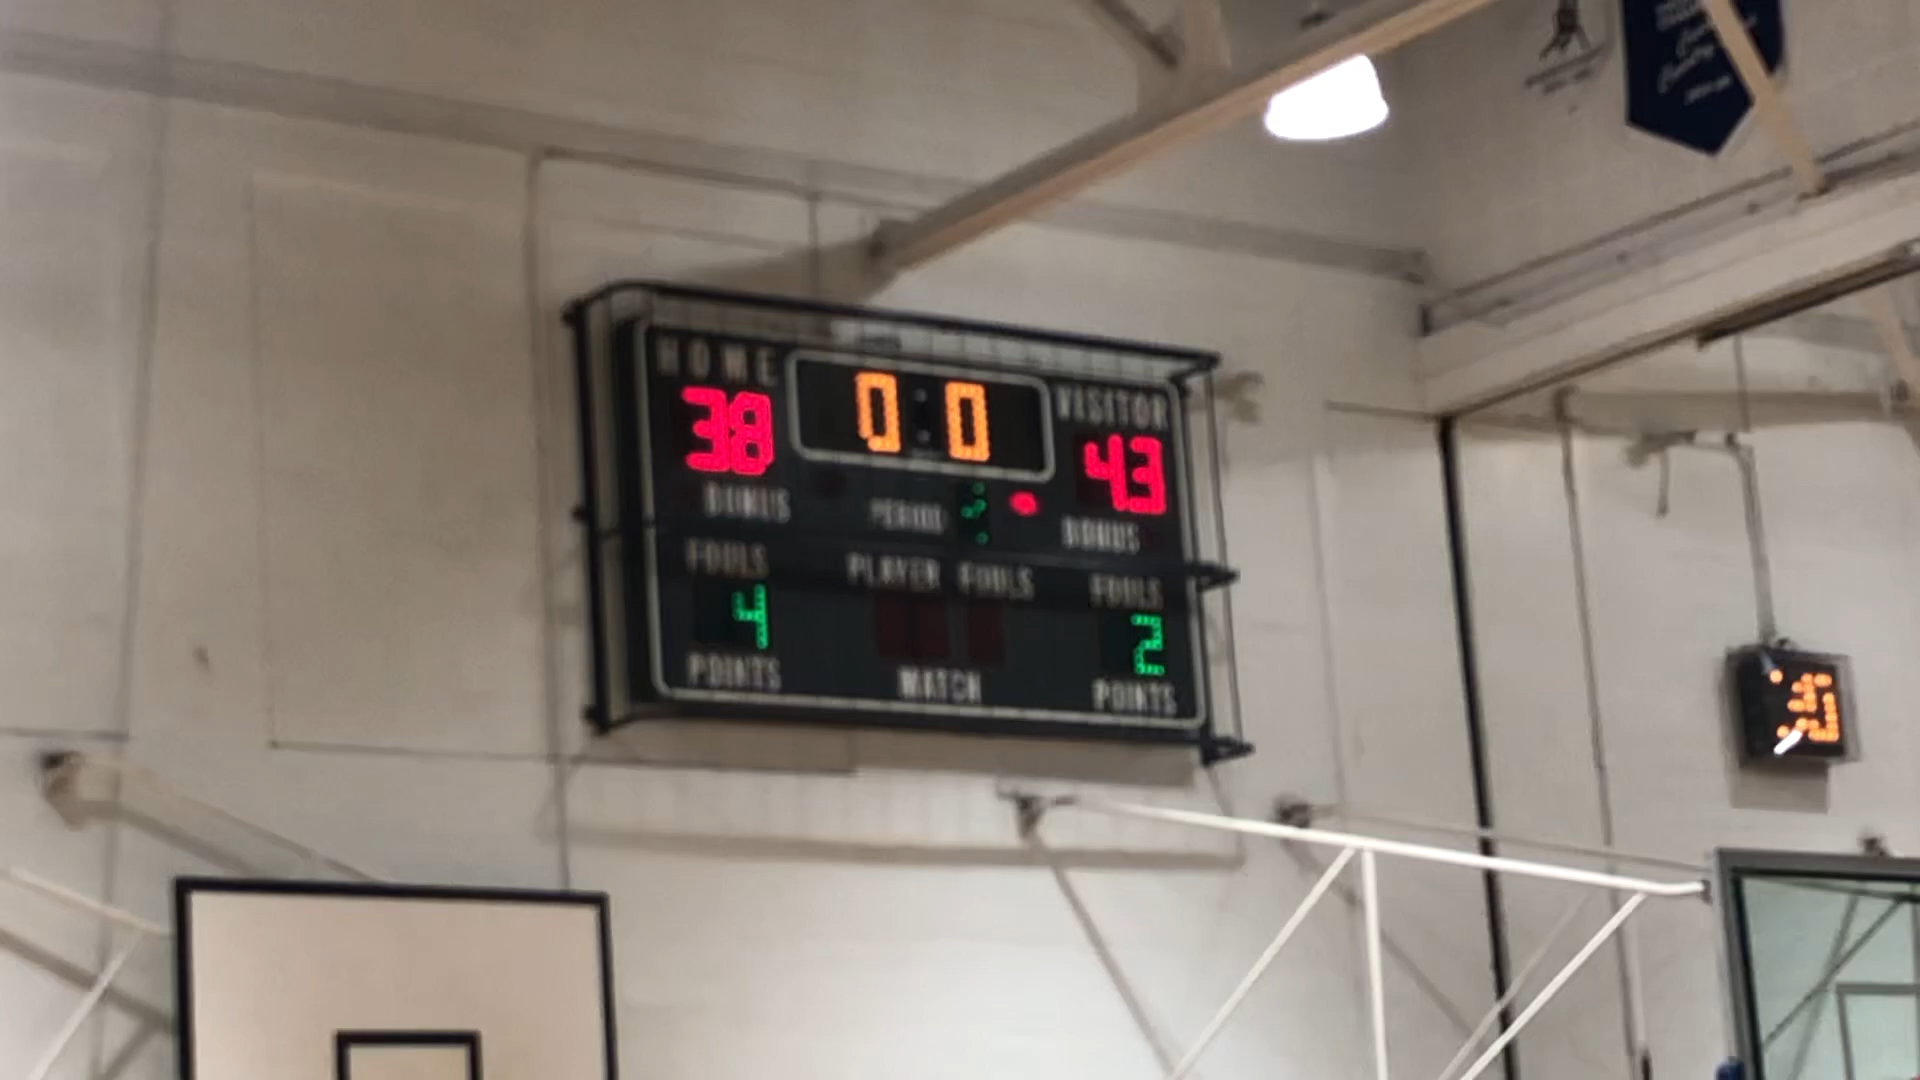 HOME
0:0
VISITOR
38
43
BONUS
PERIOD
BONUS
FOULS
PLAYER FOULS
FOULS
4
2
POINTS
MATCH
POINTS